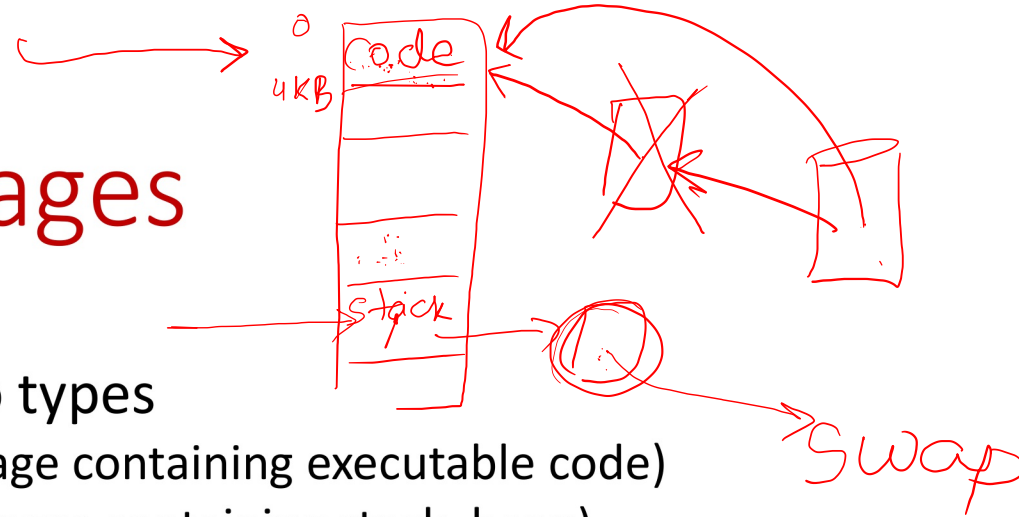 0
code
4KB
ages
stack
o types
age containing executable code)
swap